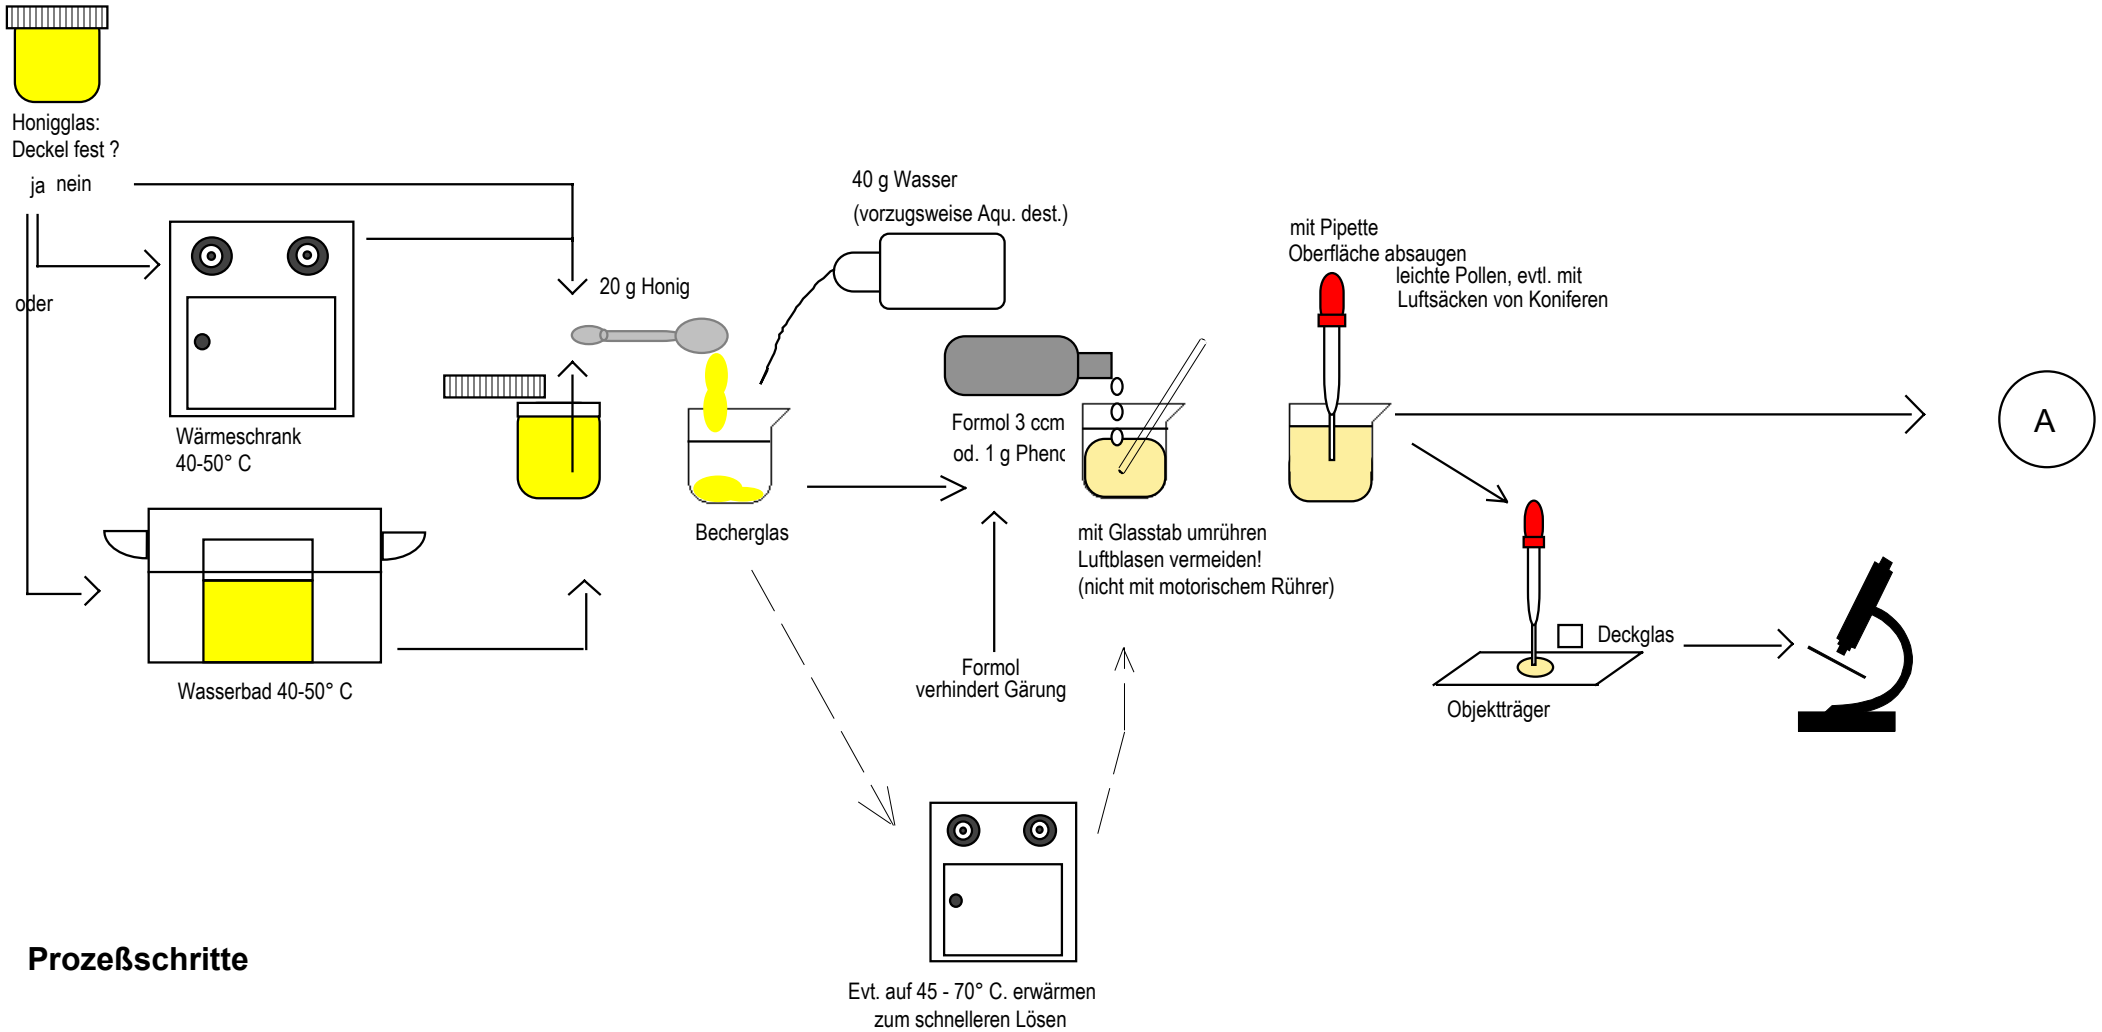 Honigglas:
Deckel fest ?
ja nein
oder
Wärmeschrank
40-50° C
Wasserbad 40-50° C
20 g Honig
40 g Wasser
(vorzugsweise Aqu. dest.)
Becherglas
Formol 3 ccm
od. 1 g Phenc
Formol
verhindert Gärung
mit Glasstab umrühren
Luftblasen vermeiden!
(nicht mit motorischem Rührer)
Evt. auf 45 - 70° C. erwärmen
zum schnelleren Lösen
mit Pipette
Oberfläche absaugen
leichte Pollen, evtl. mit
Luftsäcken von Koniferen
Deckglas
Objektträger
A
Prozeßschritte